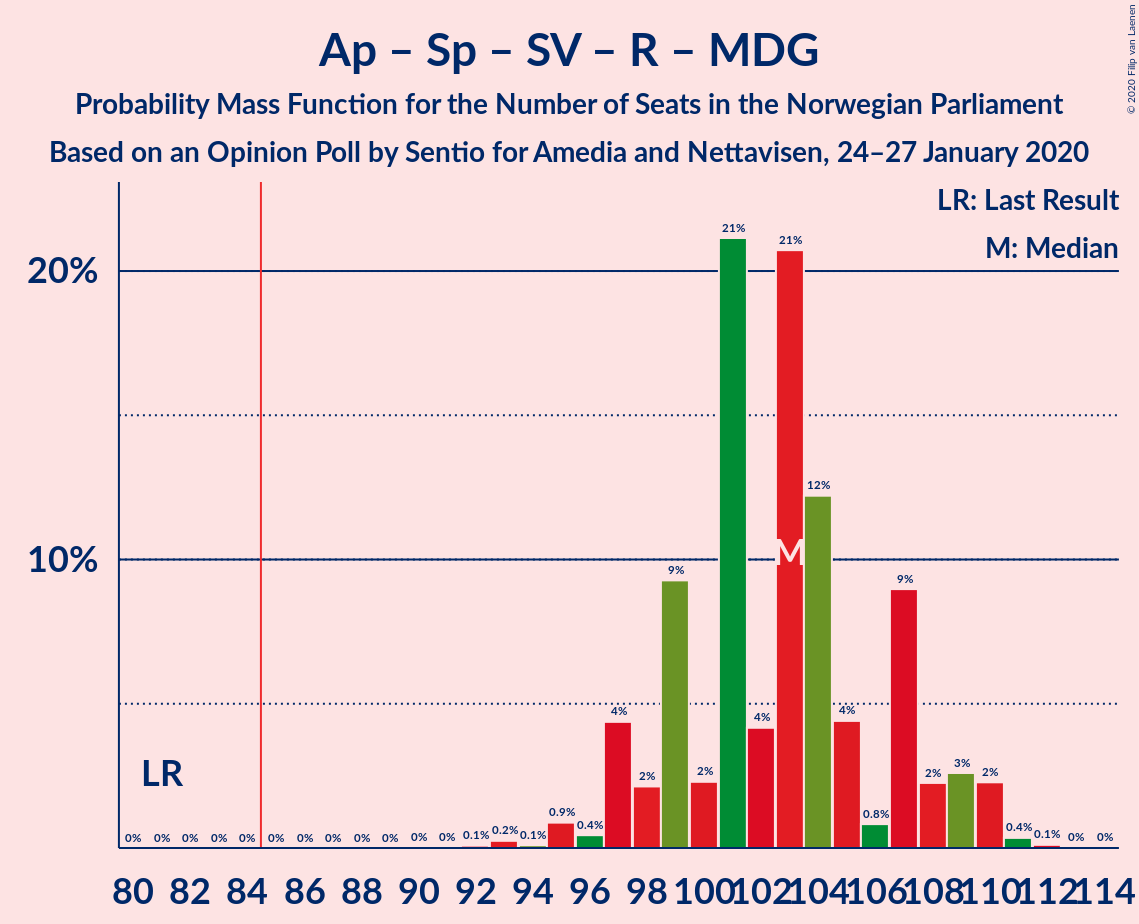 Ap – Sp – SV – R – MDG
Probability Mass Function for the Number of Seats in the Norwegian Parliament
Based on an Opinion Poll by Sentio for Amedia and Nettavisen, 24–27 January 2020
© 2020 Filip van Laenen
LR: Last Result
M: Median
20%
10%
21% 21%
12%
M
9% 9%
4% 4% 4%
LR
0% 0% 0% 0% 0% 0% 0% 0% 0% 0% 0% 0% 0.1% 0.2% 0.1% 0.9% 0.4% 2% 2% 0.8% 2% 3% 2% 0.4% 0.1% 0% 0%
80 82 84 86 88 90 92 94 96 98 100 102 104 106 108 110 112 114